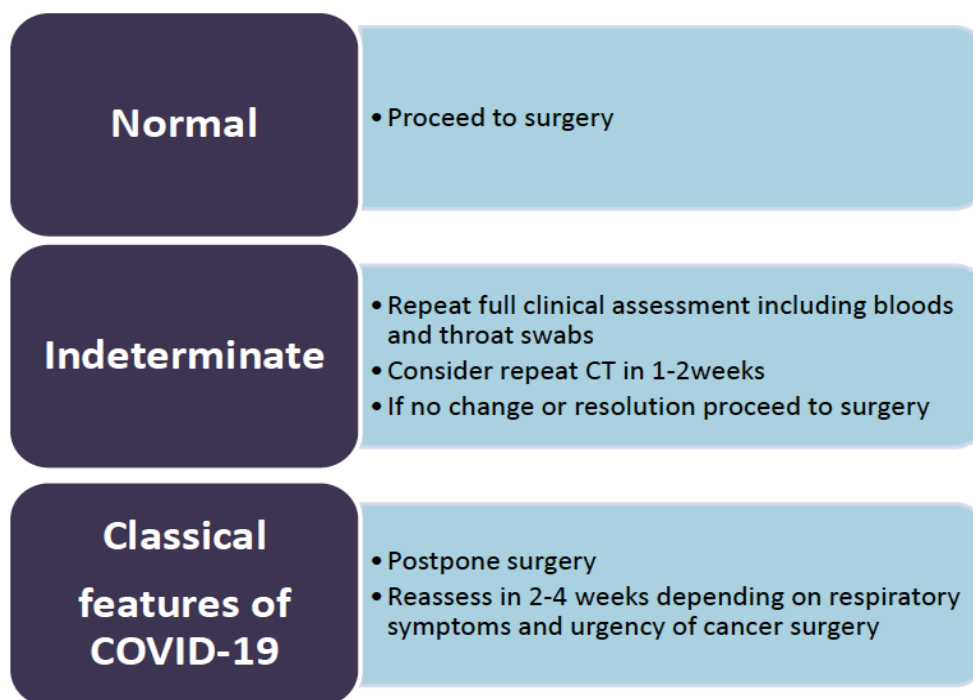 Normal
• Proceed to surgery
Indeterminate
• Repeat full clinical assessment including bloods
and throat swabs
• Consider repeat CT in 1-2weeks
• If no change or resolution proceed to surgery
Classical
features of
COVID-19
• Postpone surgery
• Reassess in 2-4 weeks depending on respiratory
symptoms and urgency of cancer surgery